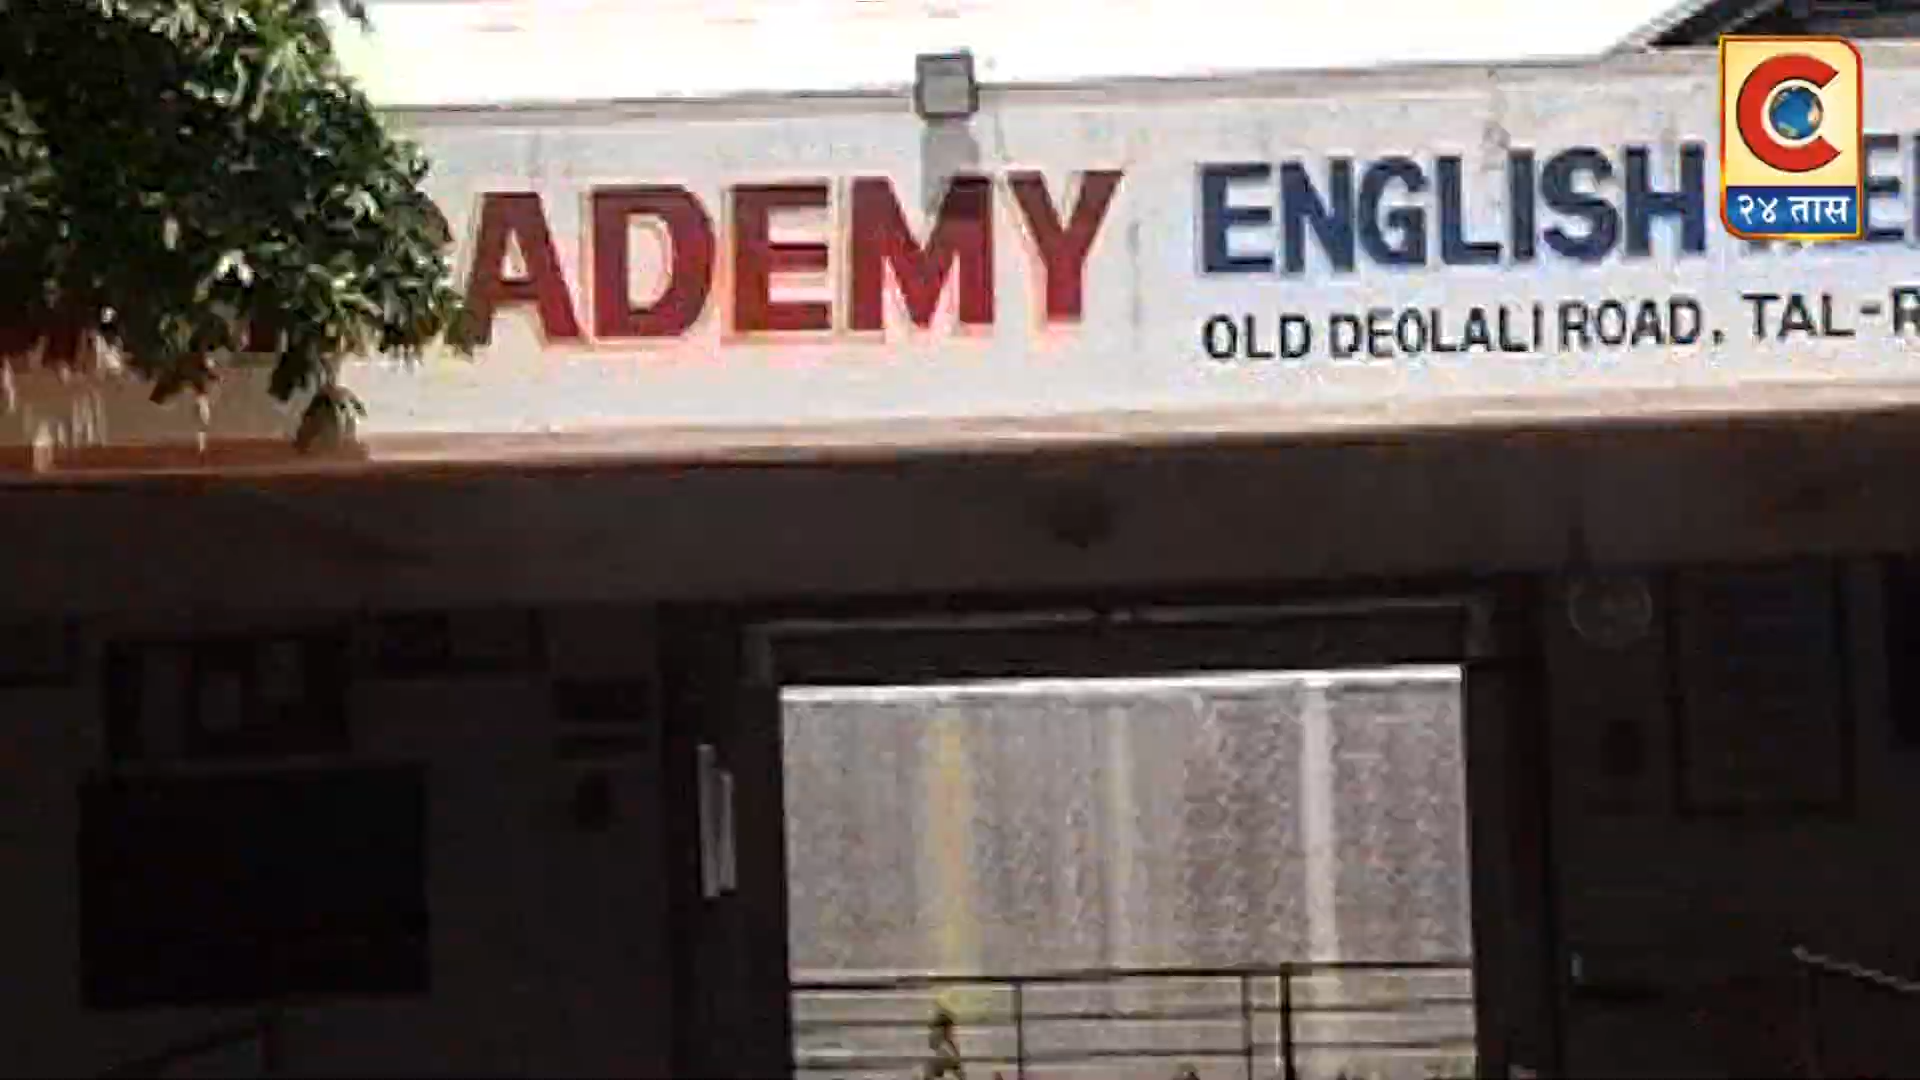 ADEMY ENGLISH
OLD DEOLALI ROAD, TAL-R
२४ तास